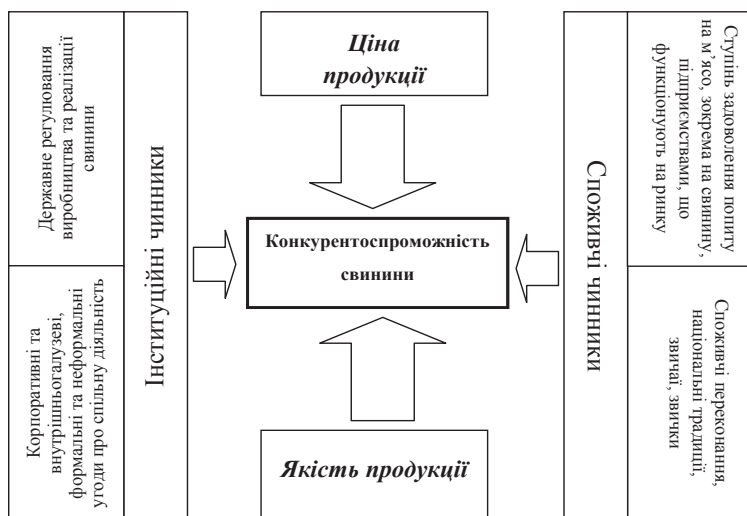 Державне регулювання
виробництва та реалізації
свинини
Корпоративні та
внутрішньогалузеві,
формальні та неформальні
угоди про спільну діяльність
Інституційні чинники
Ціна
продукції
Конкурентоспроможність
свинини
Якість продукції
Споживчі чинники
Ступінь задоволення попиту
на м’ясо, зокрема на свинину,
підприємствами, що
функціонують на ринку
Споживчі переконання,
національні традиції,
звичаї, звички